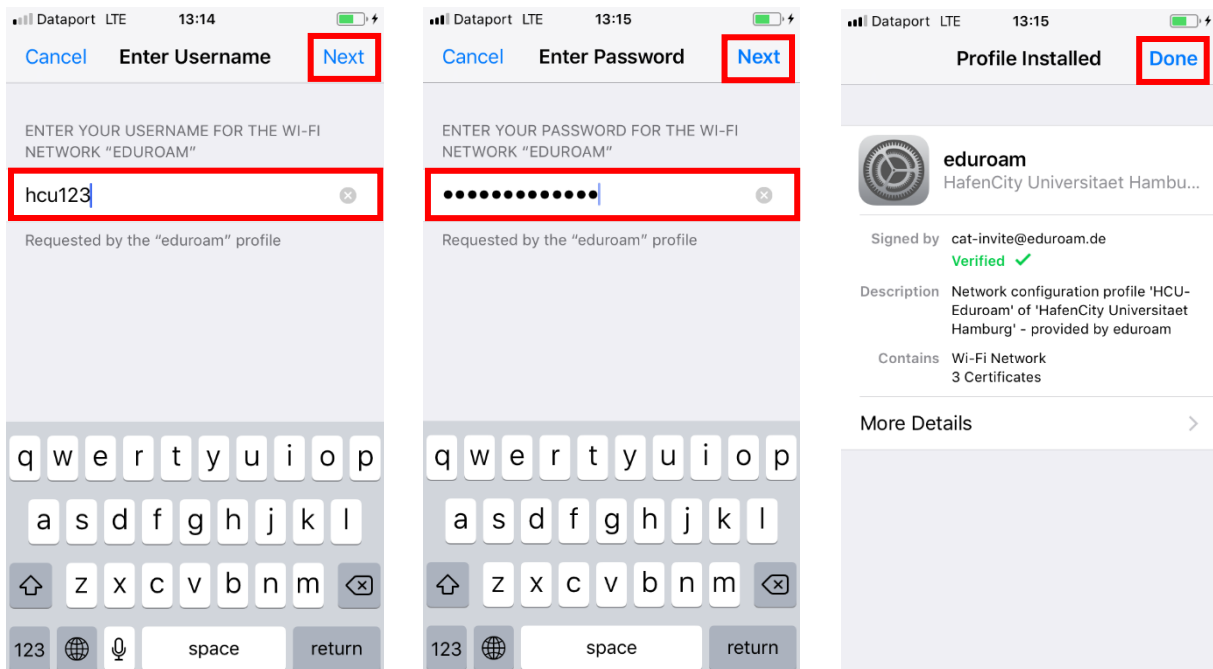 Dataport LTE 13:14
Cancel Enter Username Next
ENTER YOUR USERNAME FOR THE WI-FI
NETWORK “EDUROAM”
hcu123
Requested by the “eduroam” profile
q w e r t y u i o p
a s d f g h j k l
z x c v b n m
123 space return
Dataport LTE 13:15
Cancel Enter Password Next
ENTER YOUR PASSWORD FOR THE WI-FI
NETWORK “EDUROAM”
•••••••••••••
Requested by the “eduroam” profile
q w e r t y u i o p
a s d f g h j k l
z x c v b n m
123 space return
Dataport LTE 13:15
Profile Installed Done
eduroam
HafenCity Universitaet Hambu...
Signed by cat-invite@eduroam.de
Verified ✓
Description Network configuration profile 'HCU-
Eduroam' of 'HafenCity Universitaet
Hamburg' - provided by eduroam
Contains Wi-Fi Network
3 Certificates
More Details